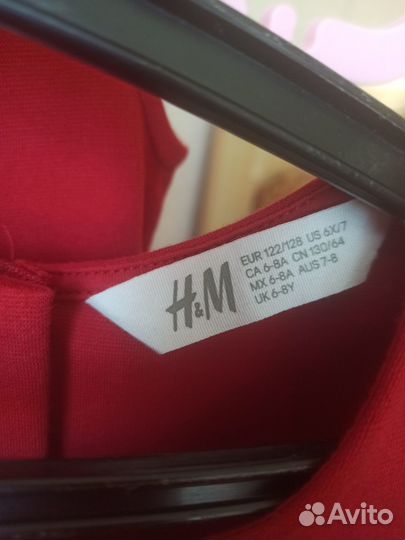 H&M
EUR 122/128 US 6X/7
CA 6-8A CN 130/64
MX 6-8A AUS 7-8
UK 6-8Y
Avito